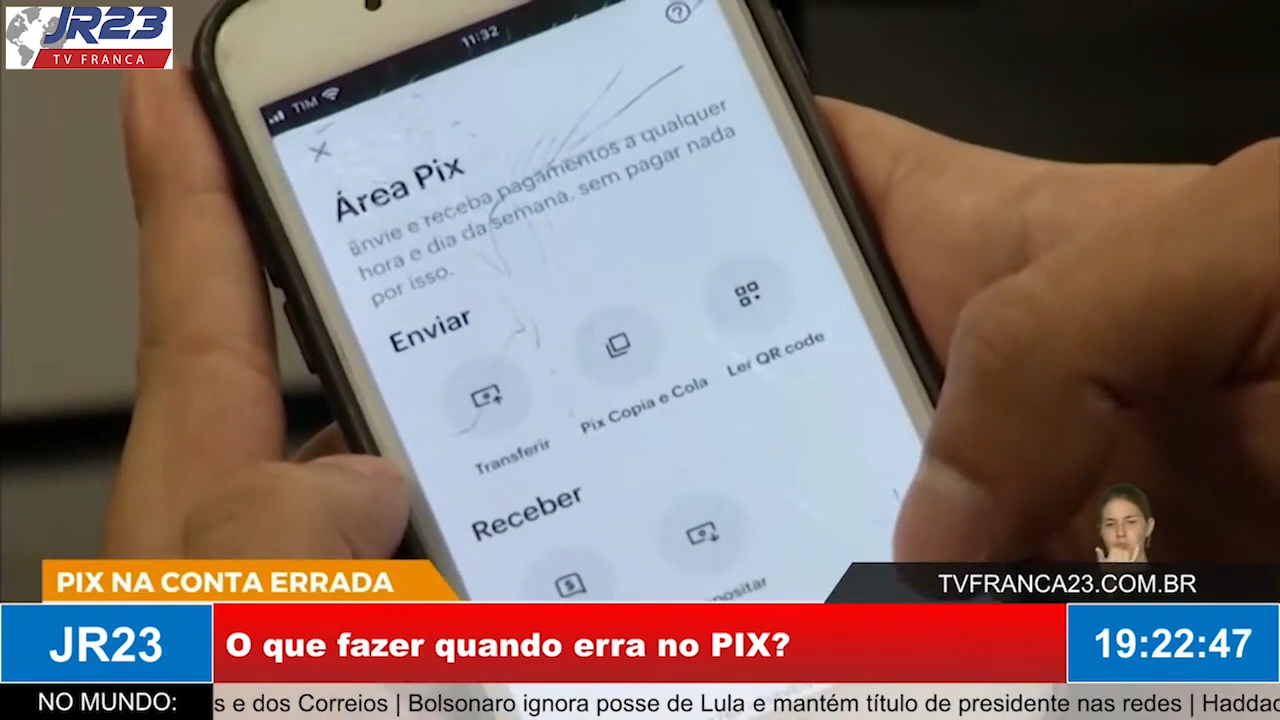 JR23
TV FRANCA
11:32
TIM
Área Pix
Envie e receba pagamentos a qualquer
hora e dia da semana, sem pagar nada
por isso.
Enviar
Transferir
Pix Copia e Cola
Ler QR code
Receber
PIX NA CONTA ERRADA
TVFRANCA23.COM.BR
JR23
O que fazer quando erra no PIX?
19:22:47
NO MUNDO:
s e dos Correios | Bolsonaro ignora posse de Lula e mantém título de presidente nas redes | Haddad